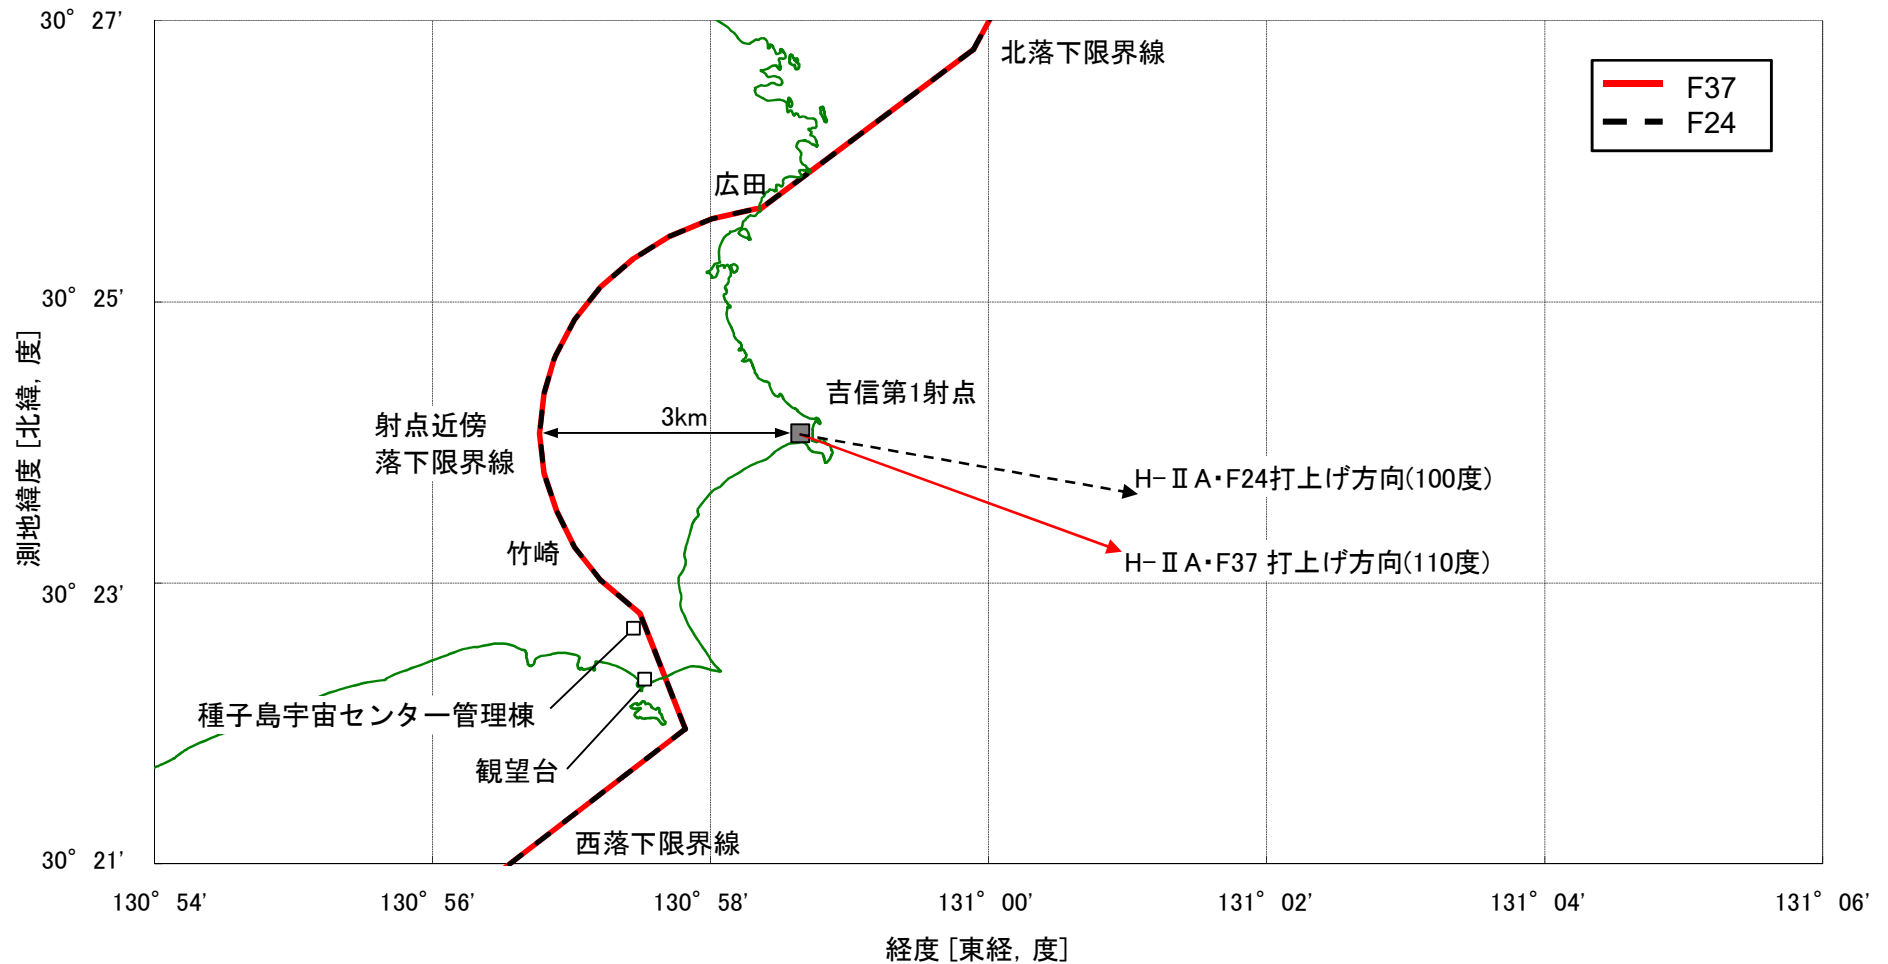 30° 27'
北落下限界線
F37
F24
広田
30° 25'
吉信第1射点
3km
射点近傍
落下限界線
H-ⅡA・F24打上げ方向(100度)
竹崎
H-ⅡA・F37 打上げ方向(110度)
30° 23'
測地緯度 [北緯, 度]
種子島宇宙センター管理棟
観望台
西落下限界線
30° 21'
130° 54'
130° 56'
130° 58'
131° 00'
131° 02'
131° 04'
131° 06'
経度 [東経, 度]